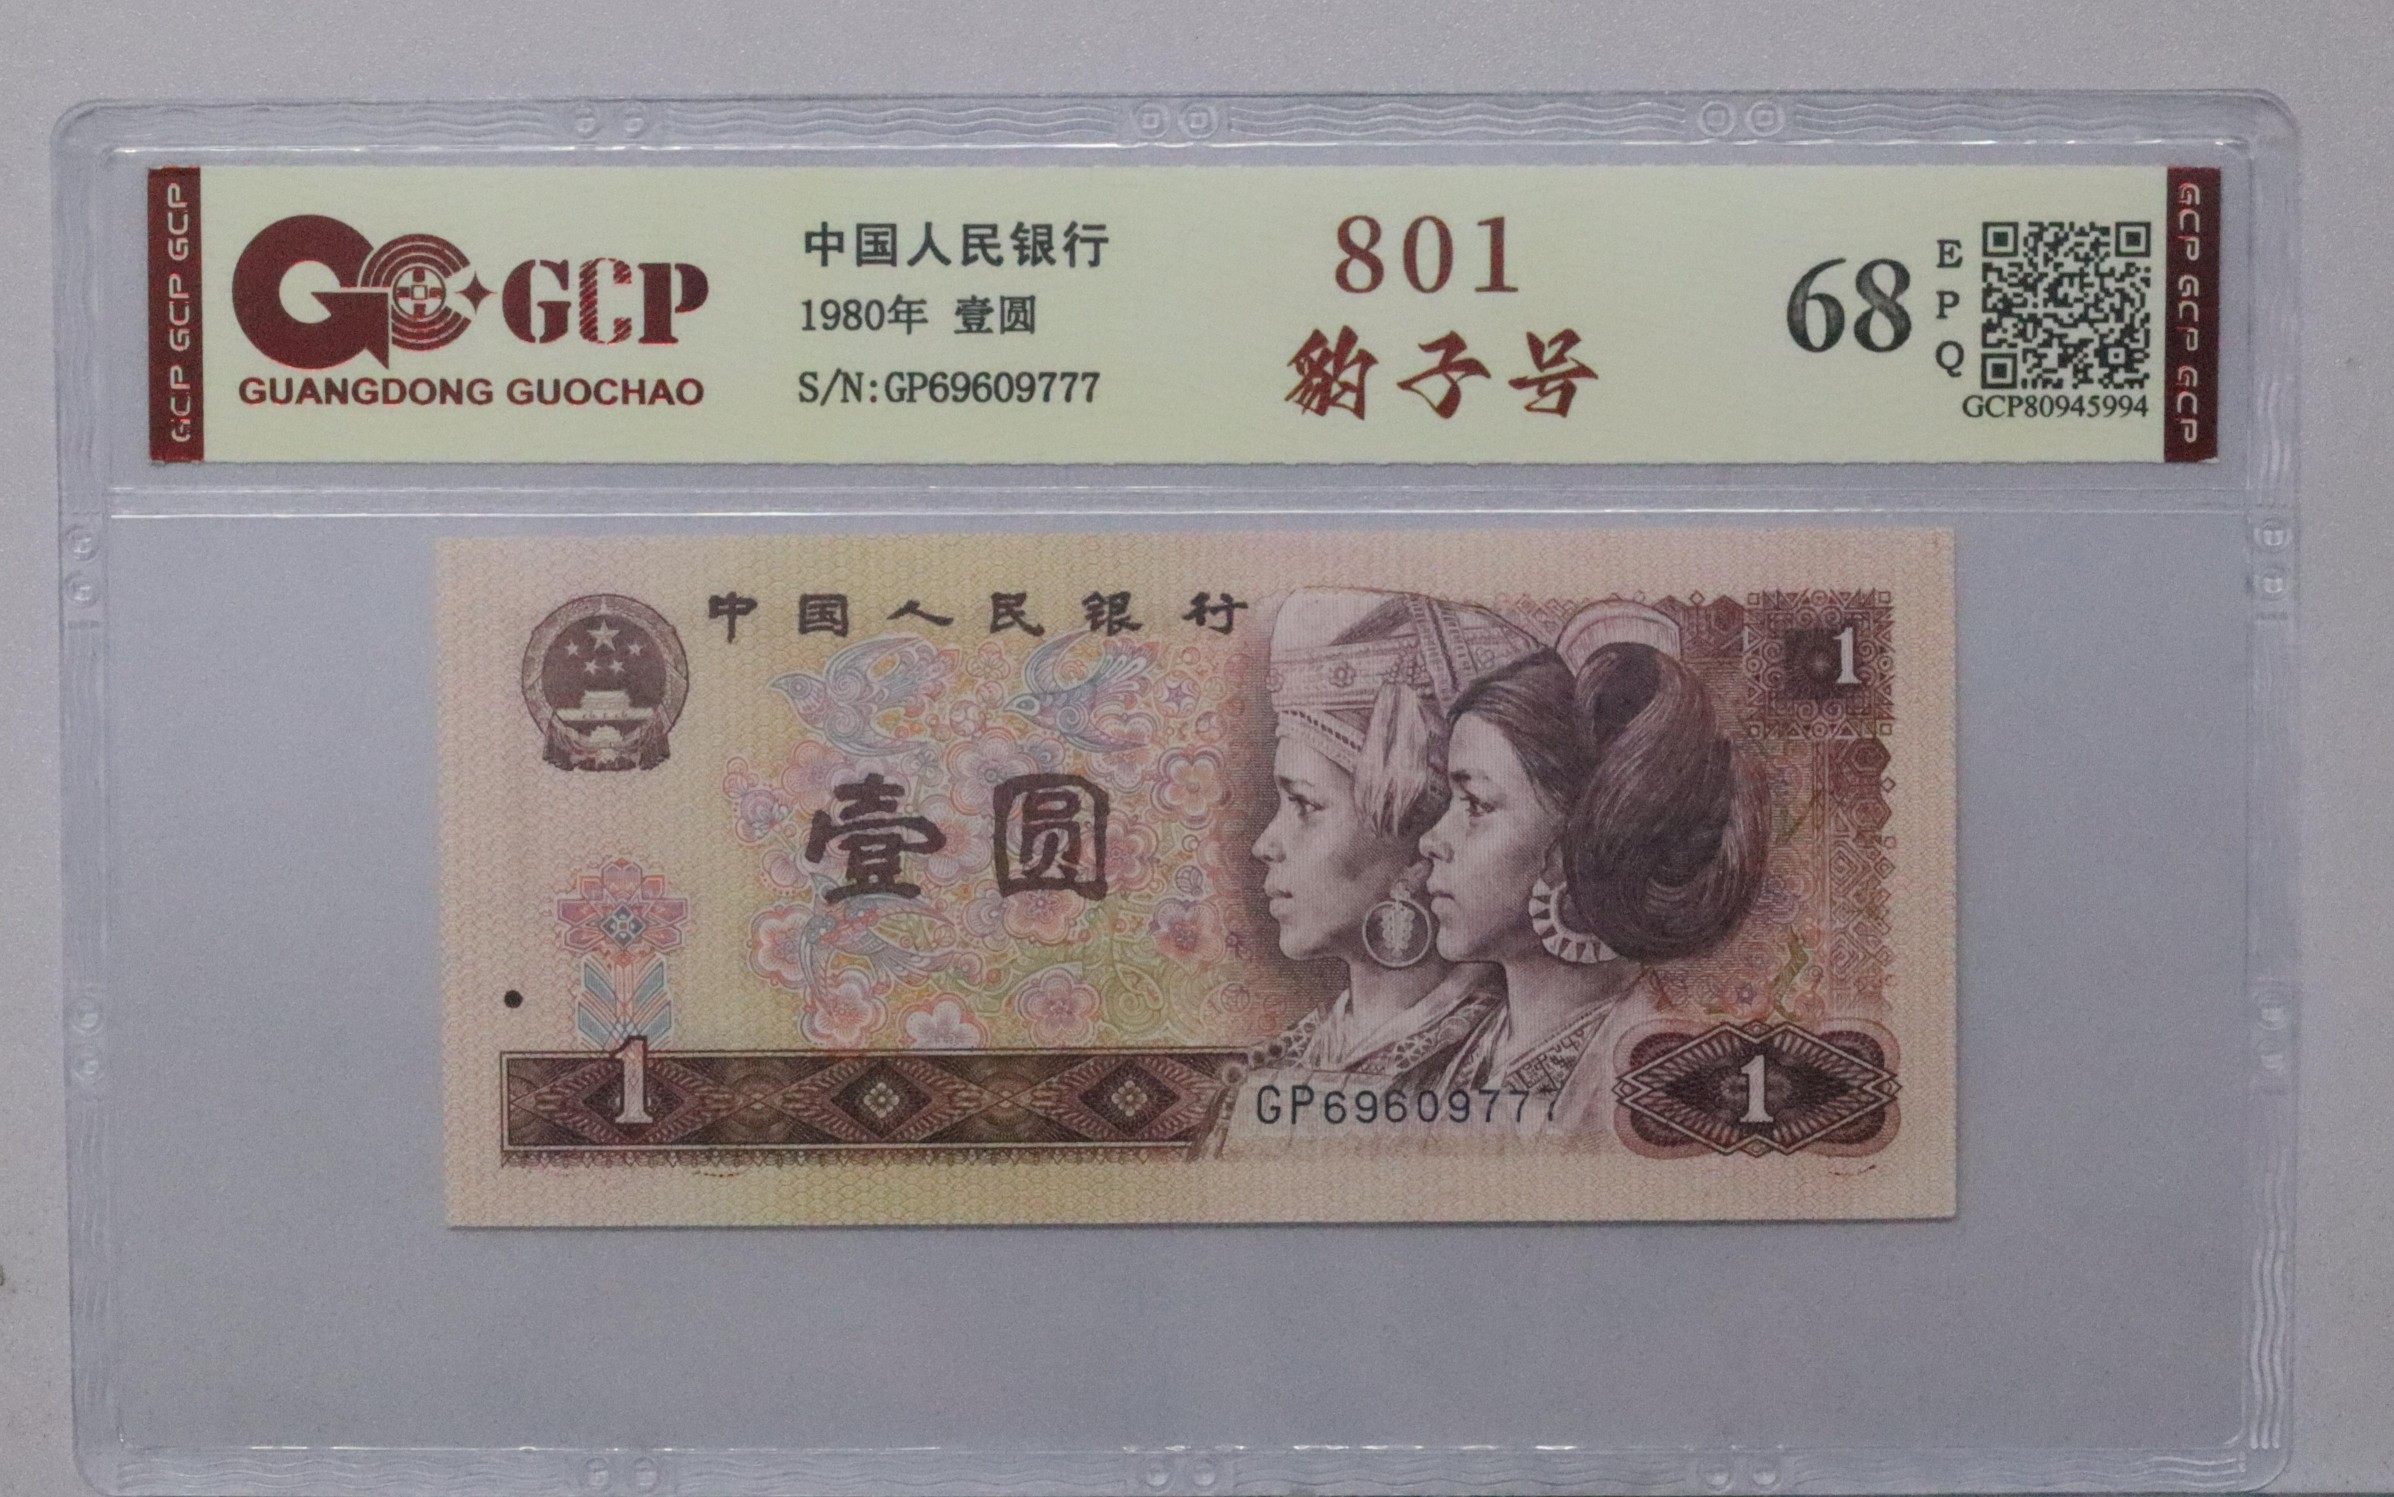 GCP GCP GCP
GCP
GUANGDONG GUOCHAO
中国人民银行
1980年 壹圆
S/N:GP69609777
801
豹子号
68
E
P
Q
GCP80945994
GCP GCP GCP
中国人民银行
1
壹圆
1
GP69609777
1